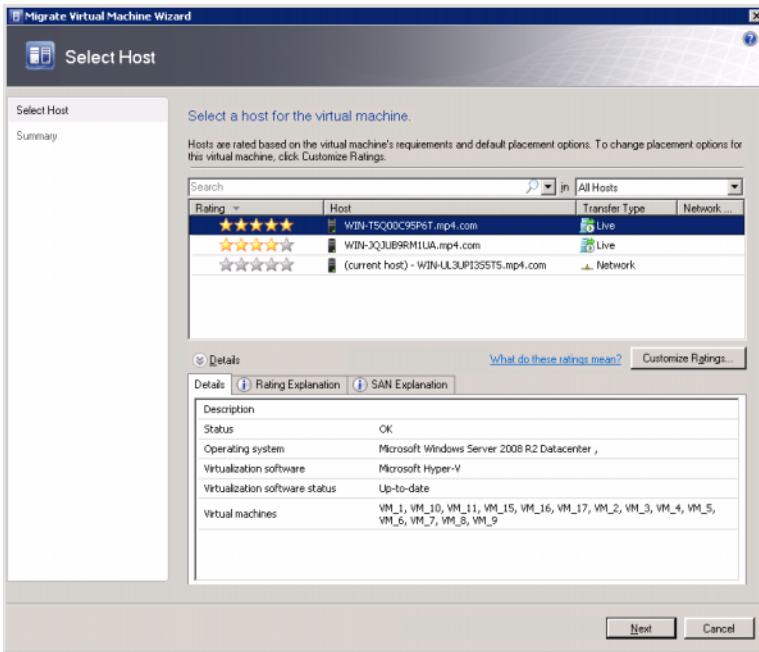 Migrate Virtual Machine Wizard
Select Host
Select Host
Summary
Select a host for the virtual machine.
Hosts are rated based on the virtual machine's requirements and default placement options. To change placement options for
this virtual machine, click Customize Ratings.
Search in All Hosts
Rating Host Transfer Type Network ...
WIN-T5Q00C95P6T.mp4.com Live
WIN-JQJUB9RM1UA.mp4.com Live
(current host) - WIN-UL3UPI3S5T5.mp4.com Network
Details What do these ratings mean? Customize Ratings...
Details Rating Explanation SAN Explanation
Description
Status OK
Operating system Microsoft Windows Server 2008 R2 Datacenter ,
Virtualization software Microsoft Hyper-V
Virtualization software status Up-to-date
Virtual machines VM_1, VM_10, VM_11, VM_15, VM_16, VM_17, VM_2, VM_3, VM_4, VM_5,
VM_6, VM_7, VM_8, VM_9
Next Cancel